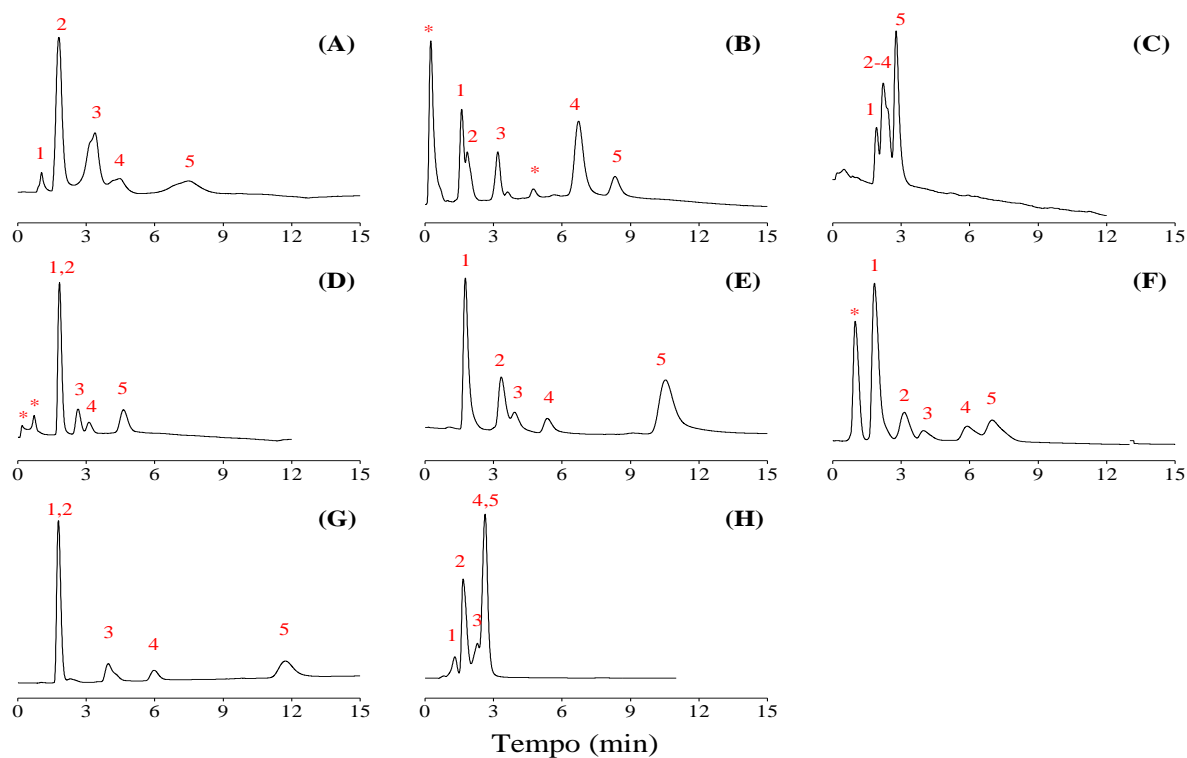 2 (A)
3
1 4 5
0 3 6 9 12 15
* (B)
1 2 3 * 4 5
0 3 6 9 12 15
5 (C)
2-4
1
0 3 6 9 12 15
1,2 (D)
* * 3 4 5
0 3 6 9 12 15
1 (E)
2 3 4 5
0 3 6 9 12 15
1 (F)
* 2 3 4 5
0 3 6 9 12 15
1,2 (G)
3 4 5
0 3 6 9 12 15
4,5 (H)
2
1 3
0 3 6 9 12 15
Tempo (min)